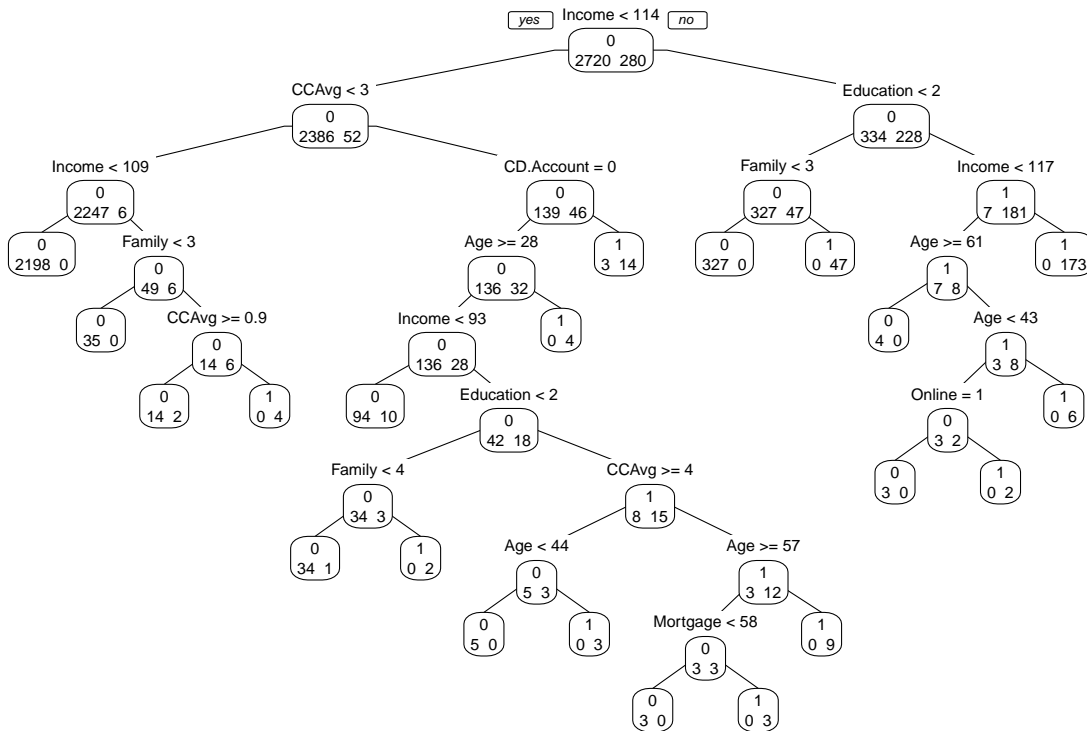 yes Income < 114 no
0
2720 280
CCAvg < 3 Education < 2
0 0
2386 52 334 228
Income < 109 CD.Account = 0 Family < 3 Income < 117
0 0 0 1
2247 6 139 46 327 47 7 181
Family < 3 Age >= 28 Age >= 61
0 0 1 0 0 1 1 1
2198 0 49 6 136 32 3 14 327 0 0 47 7 8 0 173
CCAvg >= 0.9 Income < 93 Age < 43
0 0 0 1 0 1
35 0 14 6 136 28 0 4 4 0 3 8
Education < 2 Online = 1
0 1 0 0 0 1
14 2 0 4 94 10 42 18 3 2 0 6
Family < 4 CCAvg >= 4
0 1 0 1
34 3 8 15 3 0 0 2
Age < 44 Age >= 57
0 1 0 1
34 1 0 2 5 3 3 12
Mortgage < 58
0 1 0 1
5 0 0 3 3 3 0 9
0 1
3 0 0 3